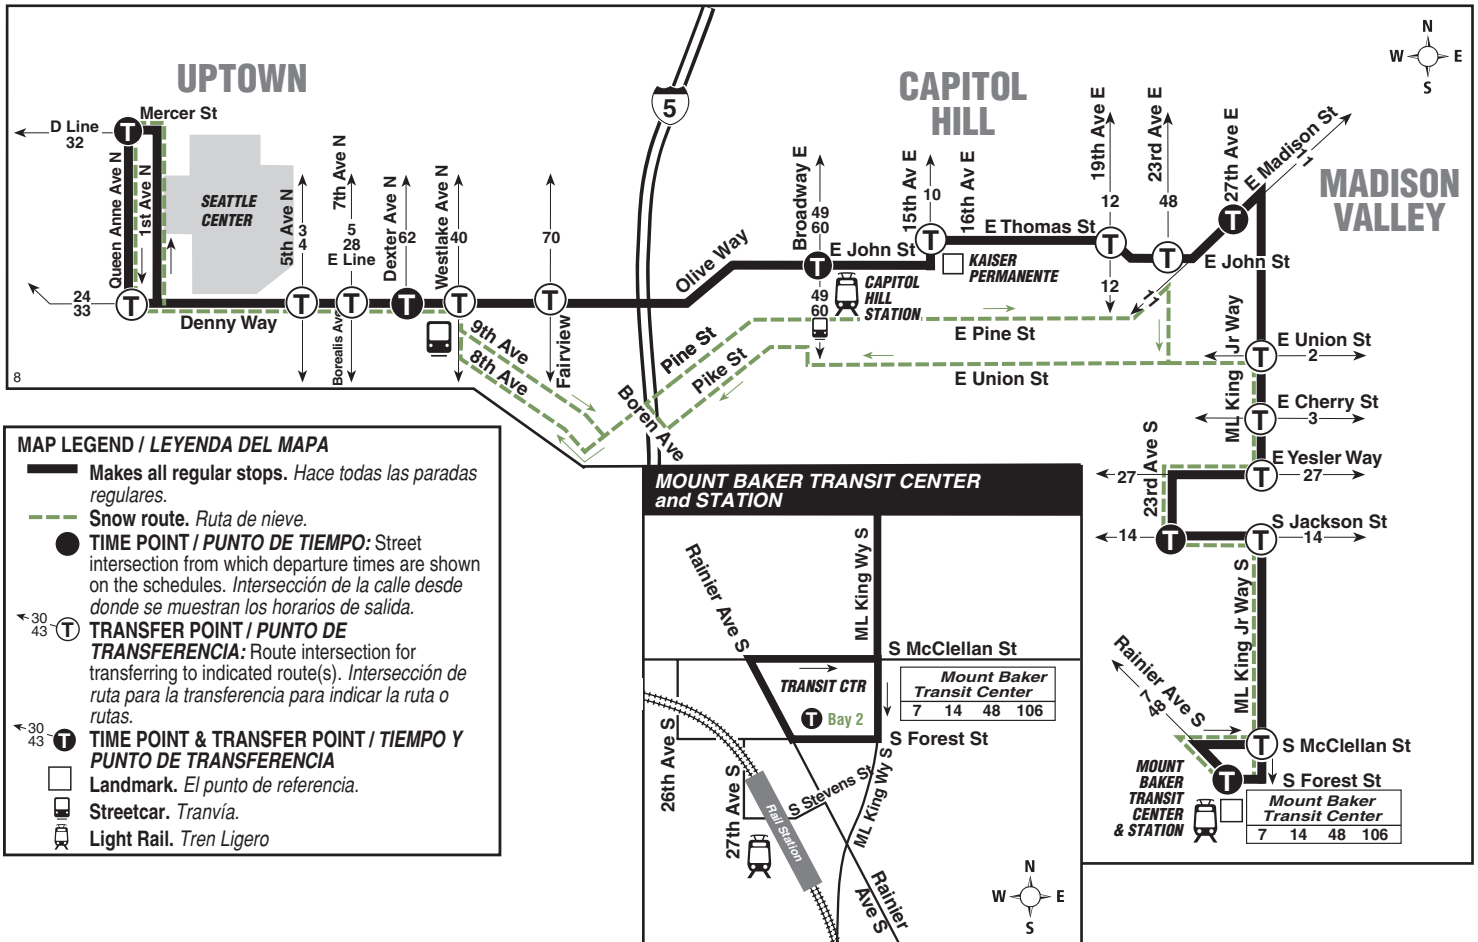 UPTOWN
Mercer St
D Line
32
Queen Anne Ave N
1st Ave N
SEATTLE
CENTER
24
33
Denny Way
5th Ave N
3
4
7th Ave N
5
28
E Line
Borealis Ave
Dexter Ave N
62
Westlake Ave N
40
70
Fairview
9th Ave
8th Ave
8
5
Olive Way
Boren Ave
Pine St
Pike St
CAPITOL
HILL
Broadway E
49
60
E John St
49
60
CAPITOL
HILL
STATION
15th Av E
10
16th Av E
KAISER
PERMANENTE
E Thomas St
19th Ave E
12
12
23rd Ave E
48
27th Ave E
E Madison St
11
11
E John St
E Pine St
E Union St
MADISON
VALLEY
N
W E
S
E Union St
2
ML King Jr Way
E Cherry St
3
E Yesler Way
27
27
23rd Ave S
S Jackson St
14
14
ML King Jr Way S
Rainier Ave S
7
48
S McClellan St
S Forest St
MOUNT
BAKER
TRANSIT
CENTER
& STATION
Mount Baker
Transit Center
7 14 48 106
MAP LEGEND / LEYENDA DEL MAPA
Makes all regular stops. Hace todas las paradas
regulares.
Snow route. Ruta de nieve.
TIME POINT / PUNTO DE TIEMPO: Street
intersection from which departure times are shown
on the schedules. Intersección de la calle desde
donde se muestran los horarios de salida.
30
43
T
TRANSFER POINT / PUNTO DE
TRANSFERENCIA: Route intersection for
transferring to indicated route(s). Intersección de
ruta para la transferencia para indicar la ruta o
rutas.
30
43
T
TIME POINT & TRANSFER POINT / TIEMPO Y
PUNTO DE TRANSFERENCIA
Landmark. El punto de referencia.
Streetcar. Tranvía.
Light Rail. Tren Ligero
MOUNT BAKER TRANSIT CENTER
and STATION
Rainier Ave S
ML King Wy S
S McClellan St
TRANSIT CTR
T Bay 2
Mount Baker
Transit Center
7 14 48 106
S Forest St
26th Ave S
27th Ave S
S Stevens St
ML King Wy S
Rail Station
Rainier
Ave S
N
W E
S